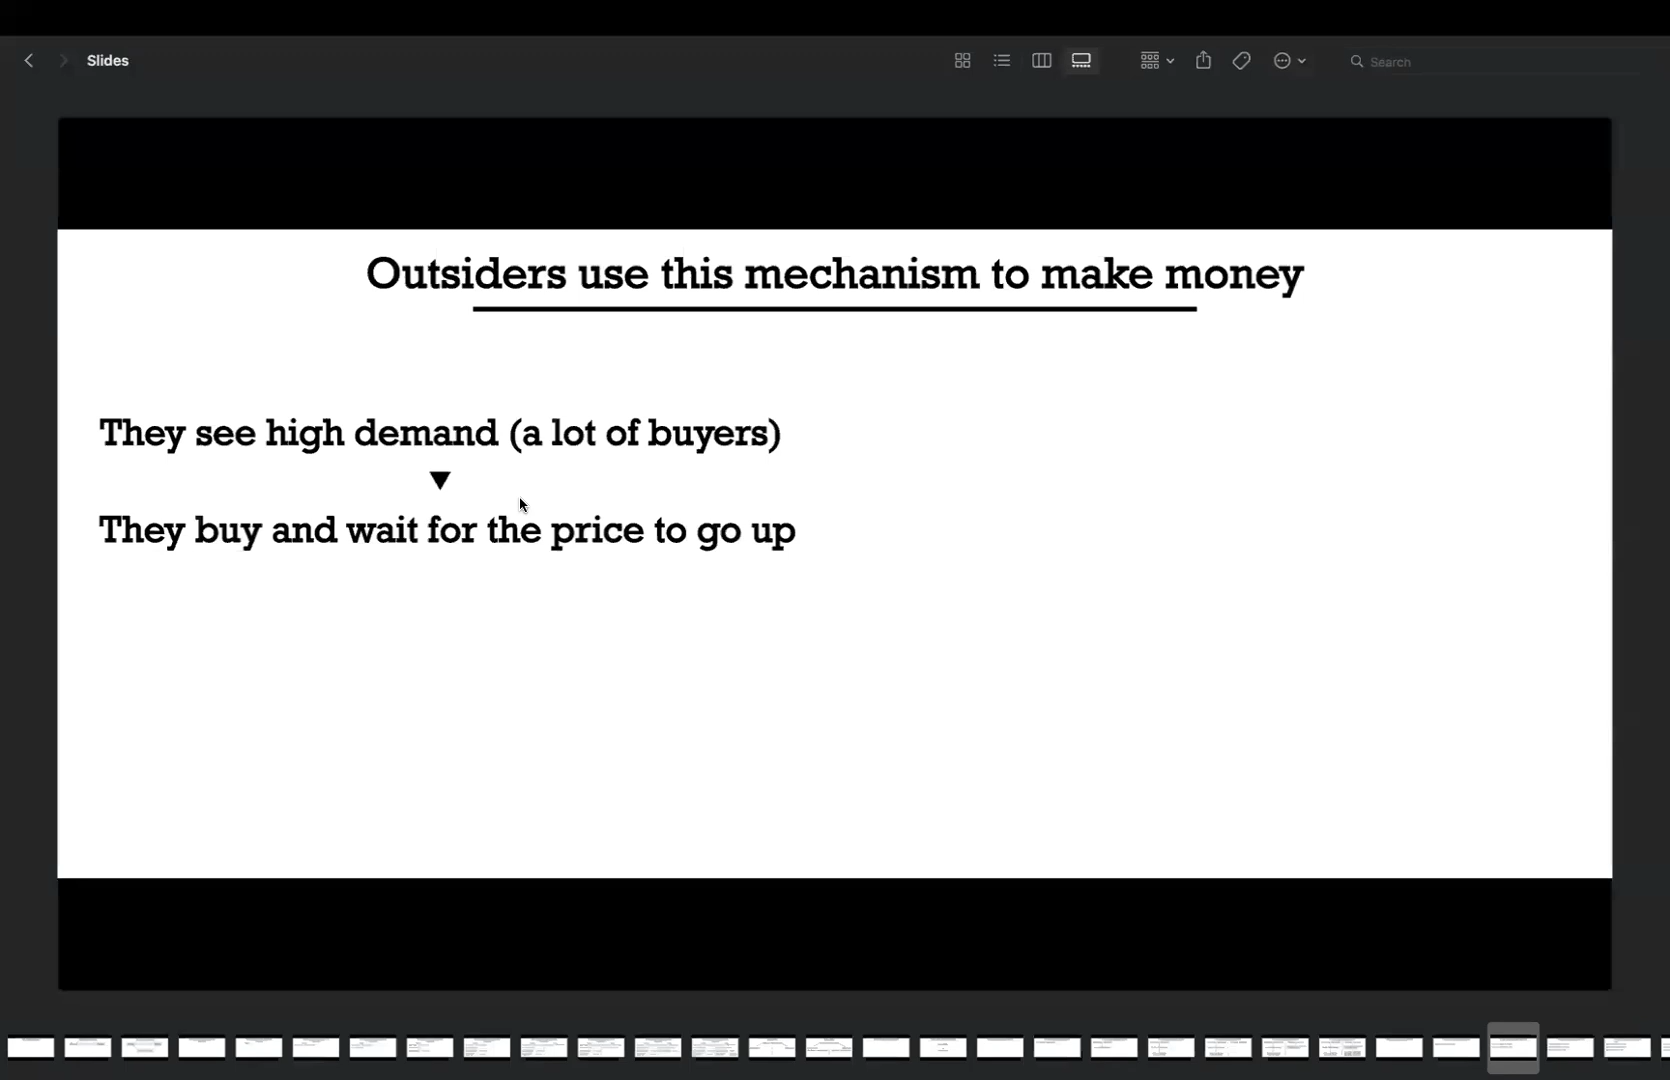 Slides
Search
Outsiders use this mechanism to make money
They see high demand (a lot of buyers)
▼
They buy and wait for the price to go up